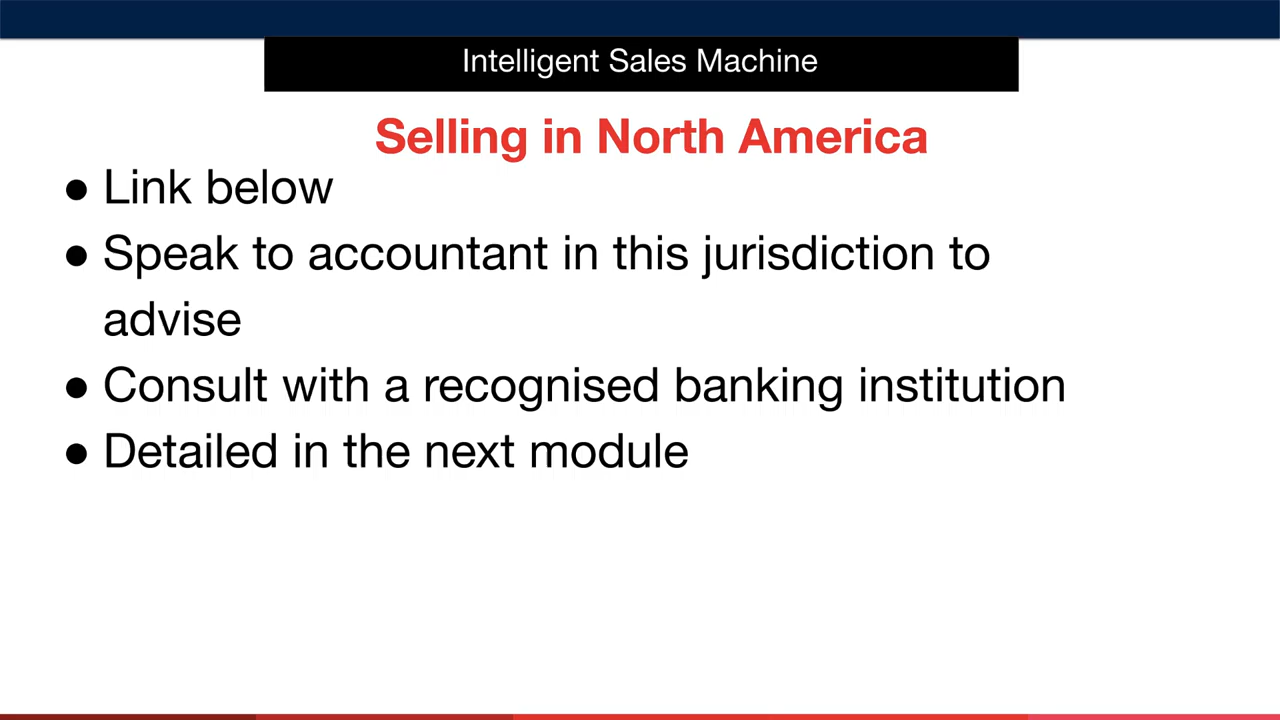 Intelligent Sales Machine
Selling in North America
● Link below
● Speak to accountant in this jurisdiction to
advise
● Consult with a recognised banking institution
● Detailed in the next module